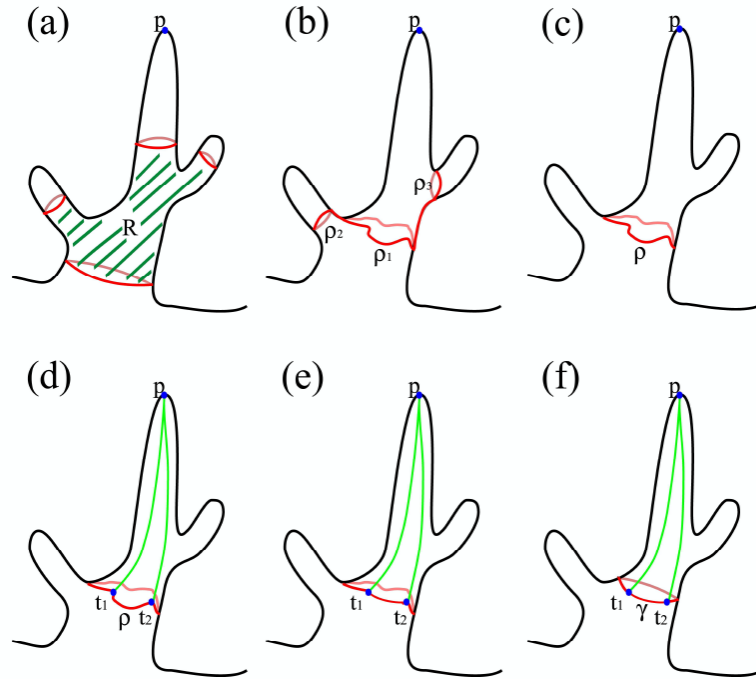 (a) p (b) p (c) p
R ρ₃
ρ₂ ρ₁ ρ
(d) p (e) p (f) p
t₁ ρ t₂ t₁ t₂ t₁ γ t₂